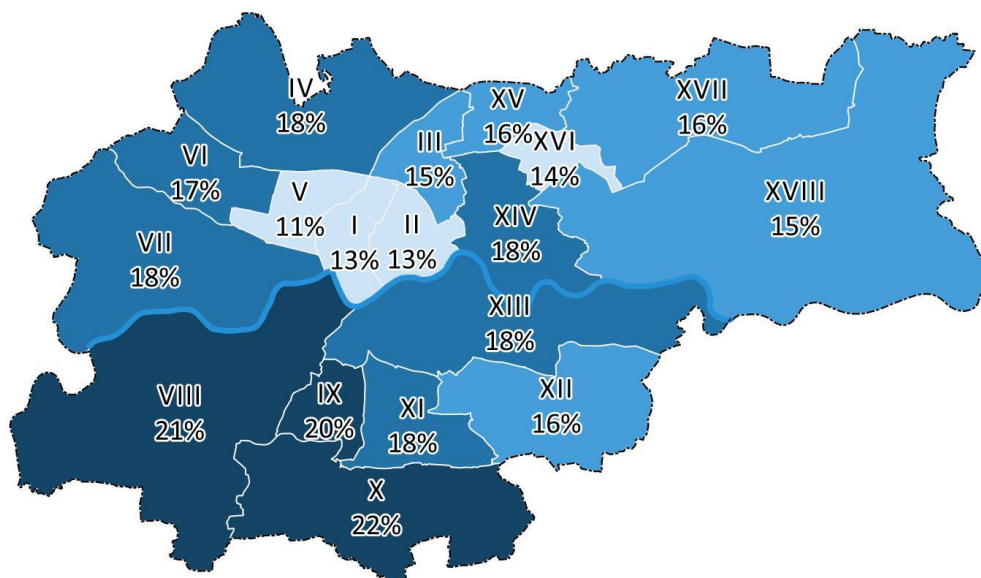 IV
18%
XV
16%
XVII
16%
III
15%
XVI
14%
VI
17%
V
11%
I
13%
II
13%
XIV
18%
XVIII
15%
VII
18%
XIII
18%
VIII
21%
IX
20%
XI
18%
XII
16%
X
22%